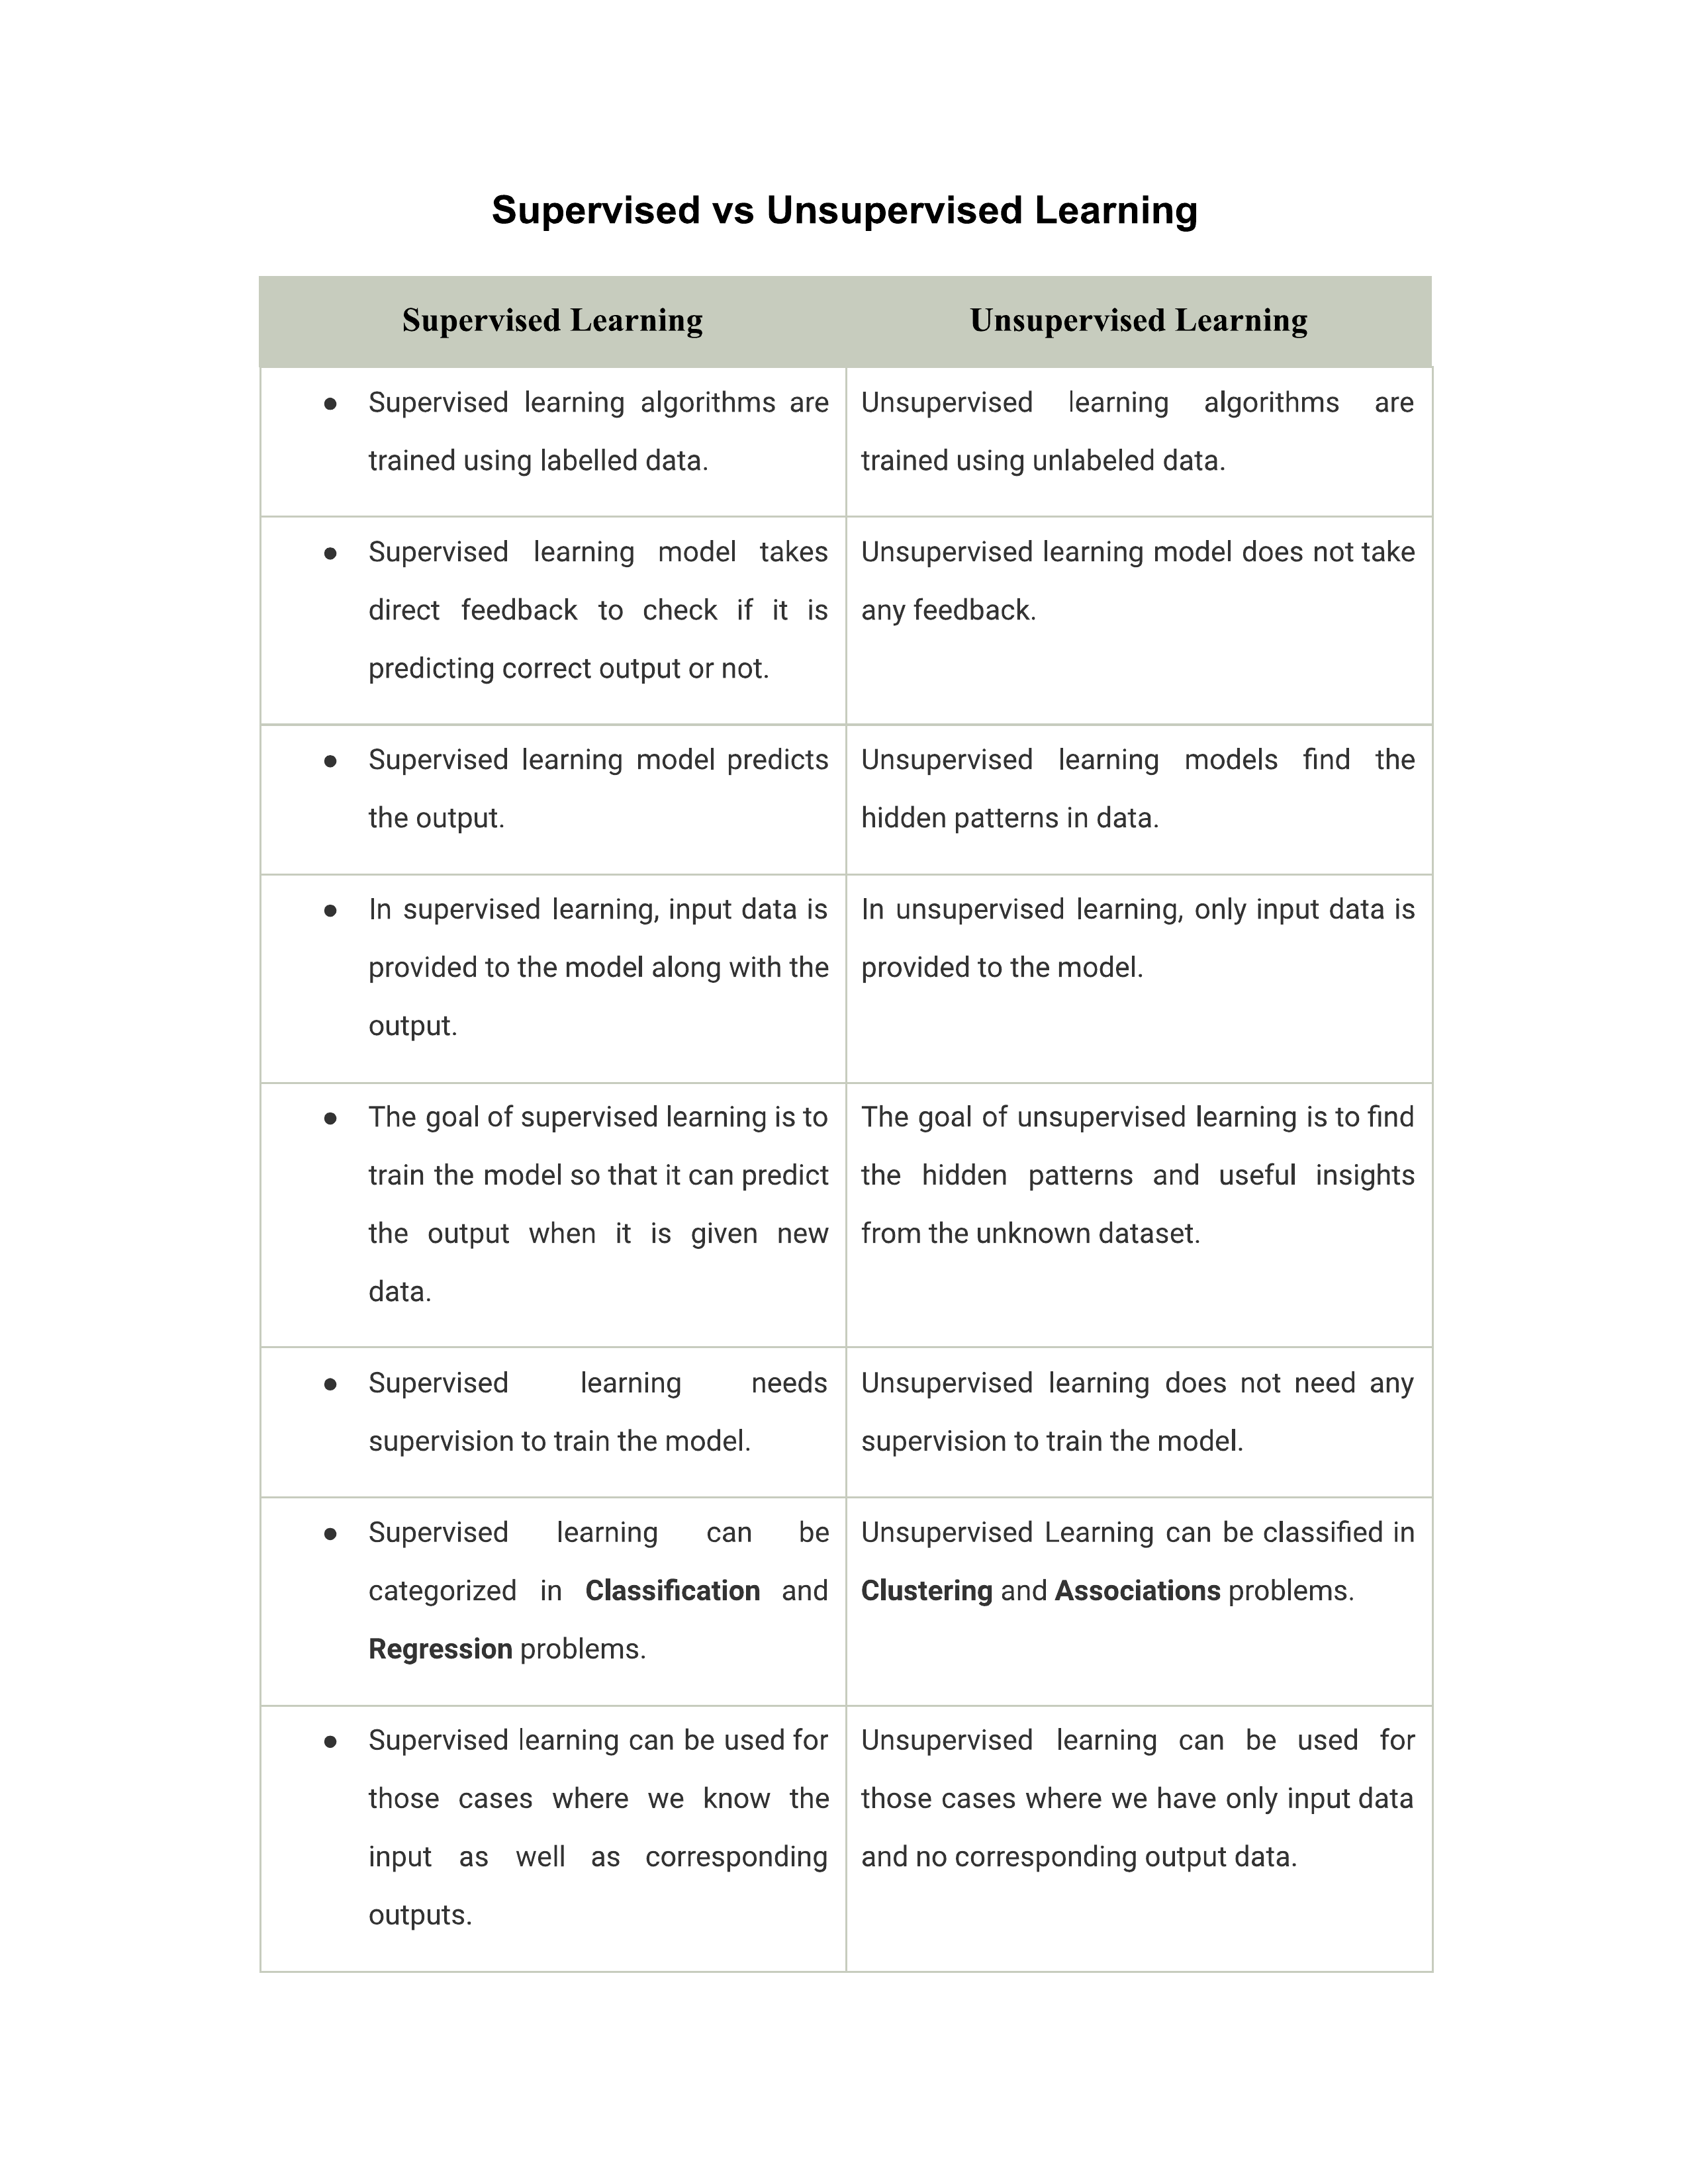 Supervised vs Unsupervised Learning
Supervised Learning
Unsupervised Learning
● Supervised learning algorithms are
trained using labelled data.
Unsupervised learning algorithms are
trained using unlabeled data.
● Supervised learning model takes
direct feedback to check if it is
predicting correct output or not.
Unsupervised learning model does not take
any feedback.
● Supervised learning model predicts
the output.
Unsupervised learning models find the
hidden patterns in data.
● In supervised learning, input data is
provided to the model along with the
output.
In unsupervised learning, only input data is
provided to the model.
● The goal of supervised learning is to
train the model so that it can predict
the output when it is given new
data.
The goal of unsupervised learning is to find
the hidden patterns and useful insights
from the unknown dataset.
● Supervised learning needs
supervision to train the model.
Unsupervised learning does not need any
supervision to train the model.
● Supervised learning can be
categorized in Classification and
Regression problems.
Unsupervised Learning can be classified in
Clustering and Associations problems.
● Supervised learning can be used for
those cases where we know the
input as well as corresponding
outputs.
Unsupervised learning can be used for
those cases where we have only input data
and no corresponding output data.